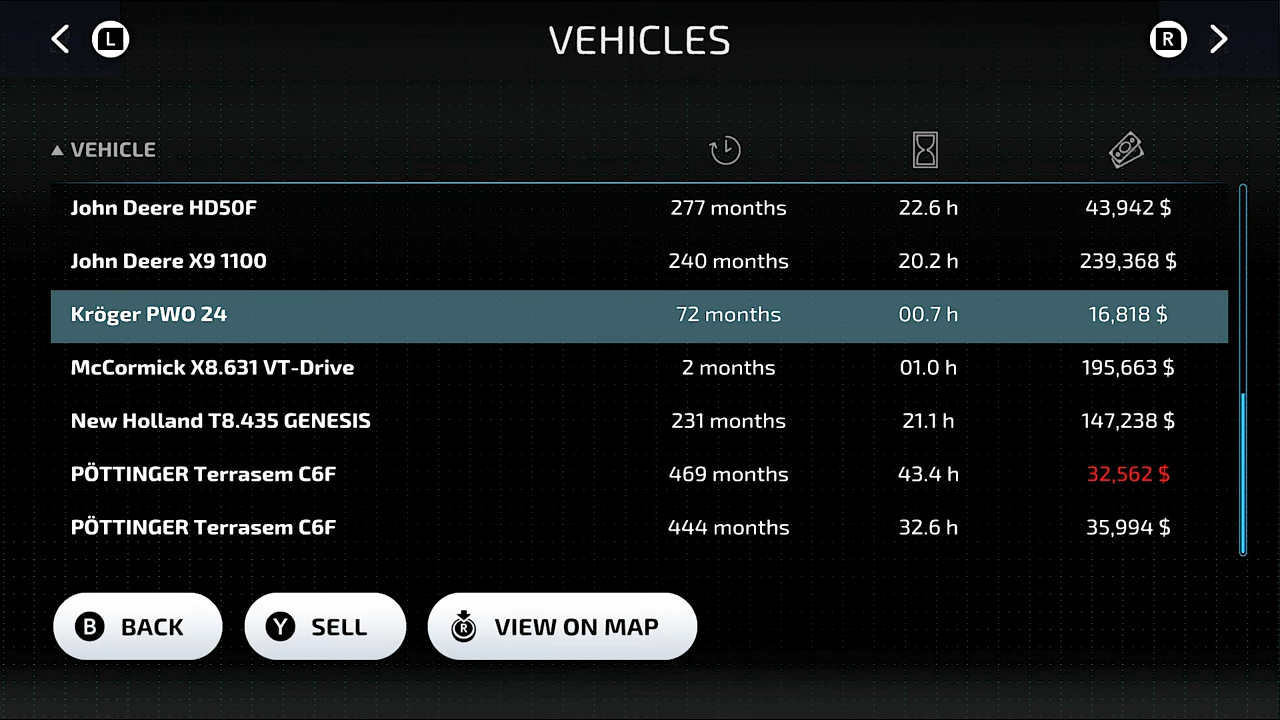 L VEHICLES R
VEHICLE
John Deere HD50F 277 months 22.6 h 43,942 $
John Deere X9 1100 240 months 20.2 h 239,368 $
Kröger PWO 24 72 months 00.7 h 16,818 $
McCormick X8.631 VT-Drive 2 months 01.0 h 195,663 $
New Holland T8.435 GENESIS 231 months 21.1 h 147,238 $
PÖTTINGER Terrasem C6F 469 months 43.4 h 32,562 $
PÖTTINGER Terrasem C6F 444 months 32.6 h 35,994 $
B BACK Y SELL R VIEW ON MAP